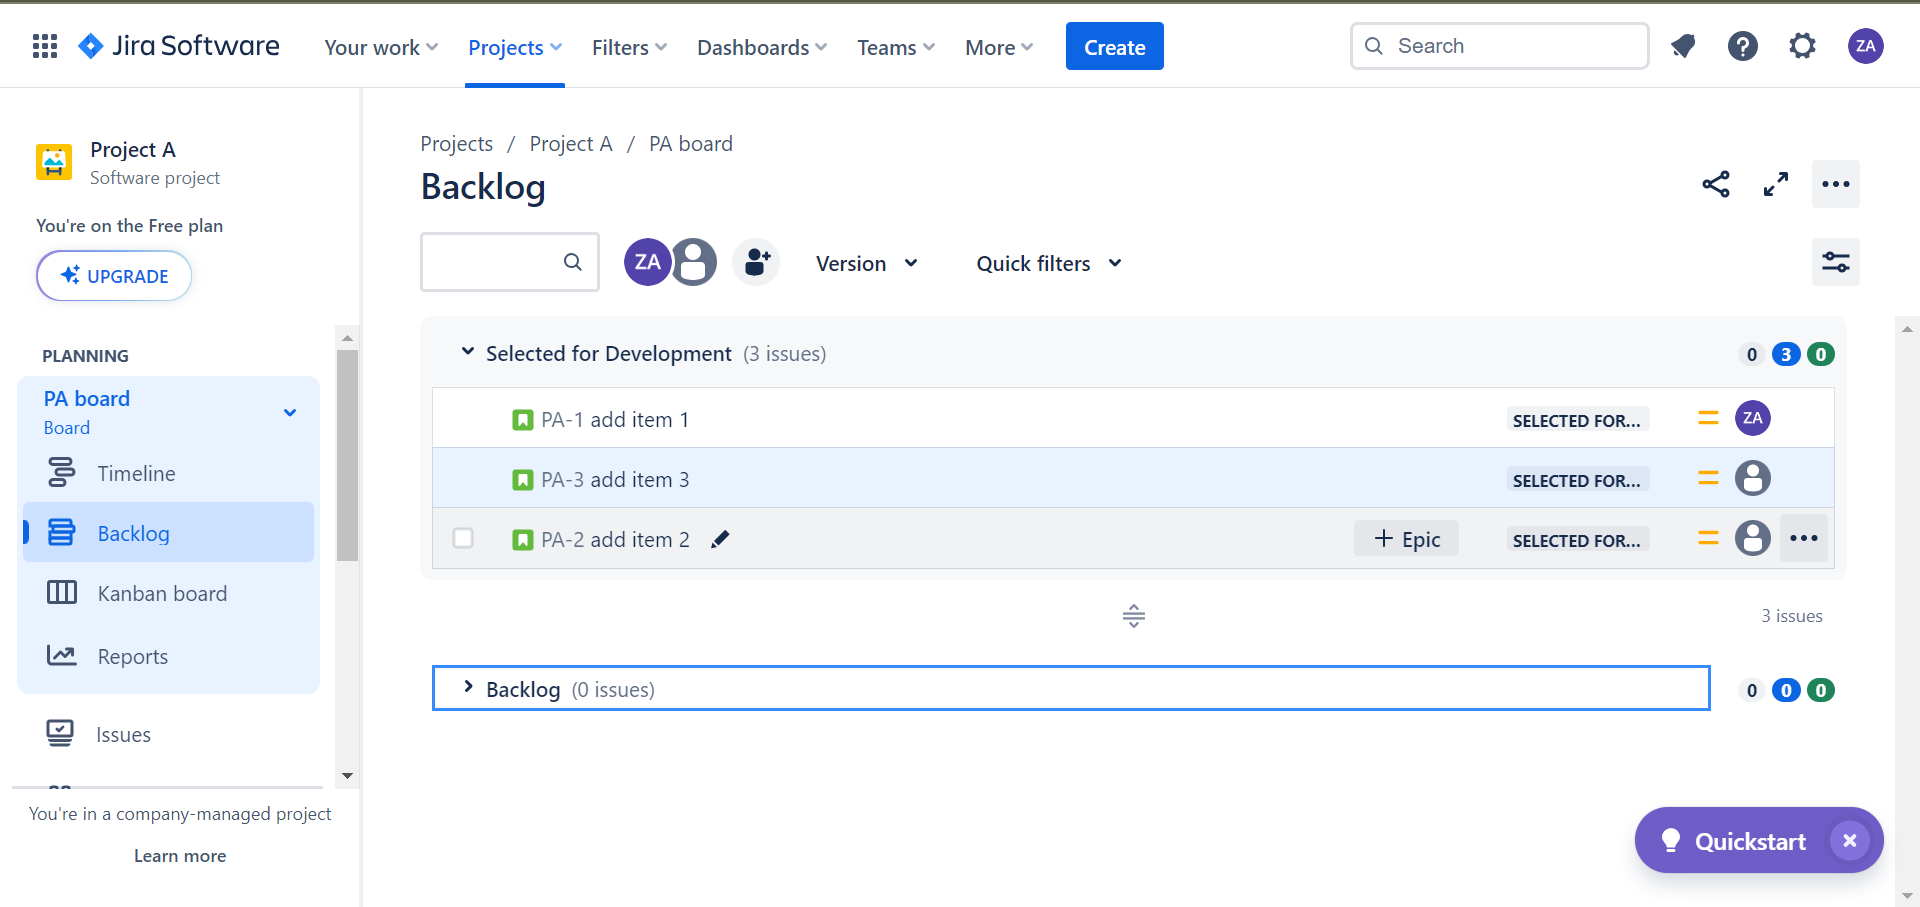 Jira Software
Your work
Projects
Filters
Dashboards
Teams
More
Create
Search
ZA
Project A
Software project
You're on the Free plan
UPGRADE
PLANNING
PA board
Board
Timeline
Backlog
Kanban board
Reports
Issues
You're in a company-managed project
Learn more
Projects / Project A / PA board
Backlog
ZA
Version
Quick filters
Selected for Development (3 issues)
0 3 0
PA-1 add item 1
SELECTED FOR...
ZA
PA-3 add item 3
SELECTED FOR...
PA-2 add item 2
+ Epic
SELECTED FOR...
3 issues
Backlog (0 issues)
0 0 0
Quickstart